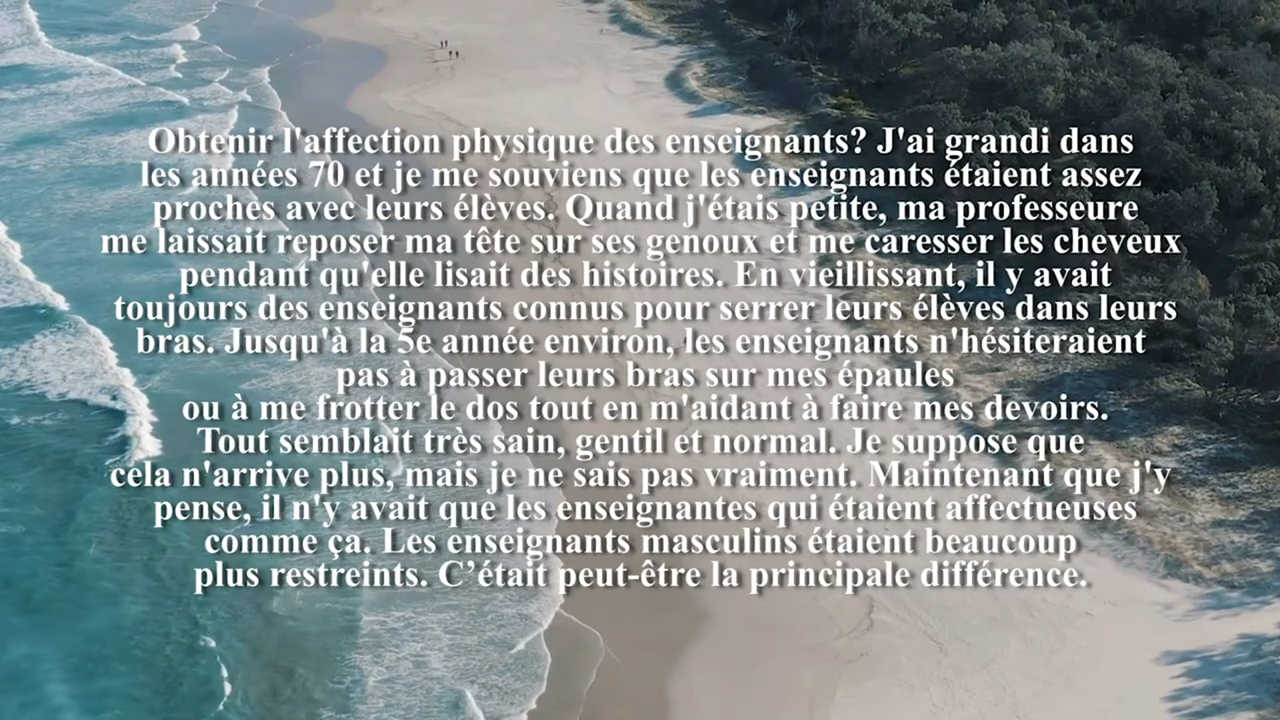 Obtenir l'affection physique des enseignants? J'ai grandi dans
les années 70 et je me souviens que les enseignants étaient assez
proches avec leurs élèves. Quand j'étais petite, ma professeure
me laissait reposer ma tête sur ses genoux et me caresser les cheveux
pendant qu'elle lisait des histoires. En vieillissant, il y avait
toujours des enseignants connus pour serrer leurs élèves dans leurs
bras. Jusqu'à la 5e année environ, les enseignants n'hésiteraient
pas à passer leurs bras sur mes épaules
ou à me frotter le dos tout en m'aidant à faire mes devoirs.
Tout semblait très sain, gentil et normal. Je suppose que
cela n'arrive plus, mais je ne sais pas vraiment. Maintenant que j'y
pense, il n'y avait que les enseignantes qui étaient affectueuses
comme ça. Les enseignants masculins étaient beaucoup
plus restreints. C’était peut-être la principale différence.